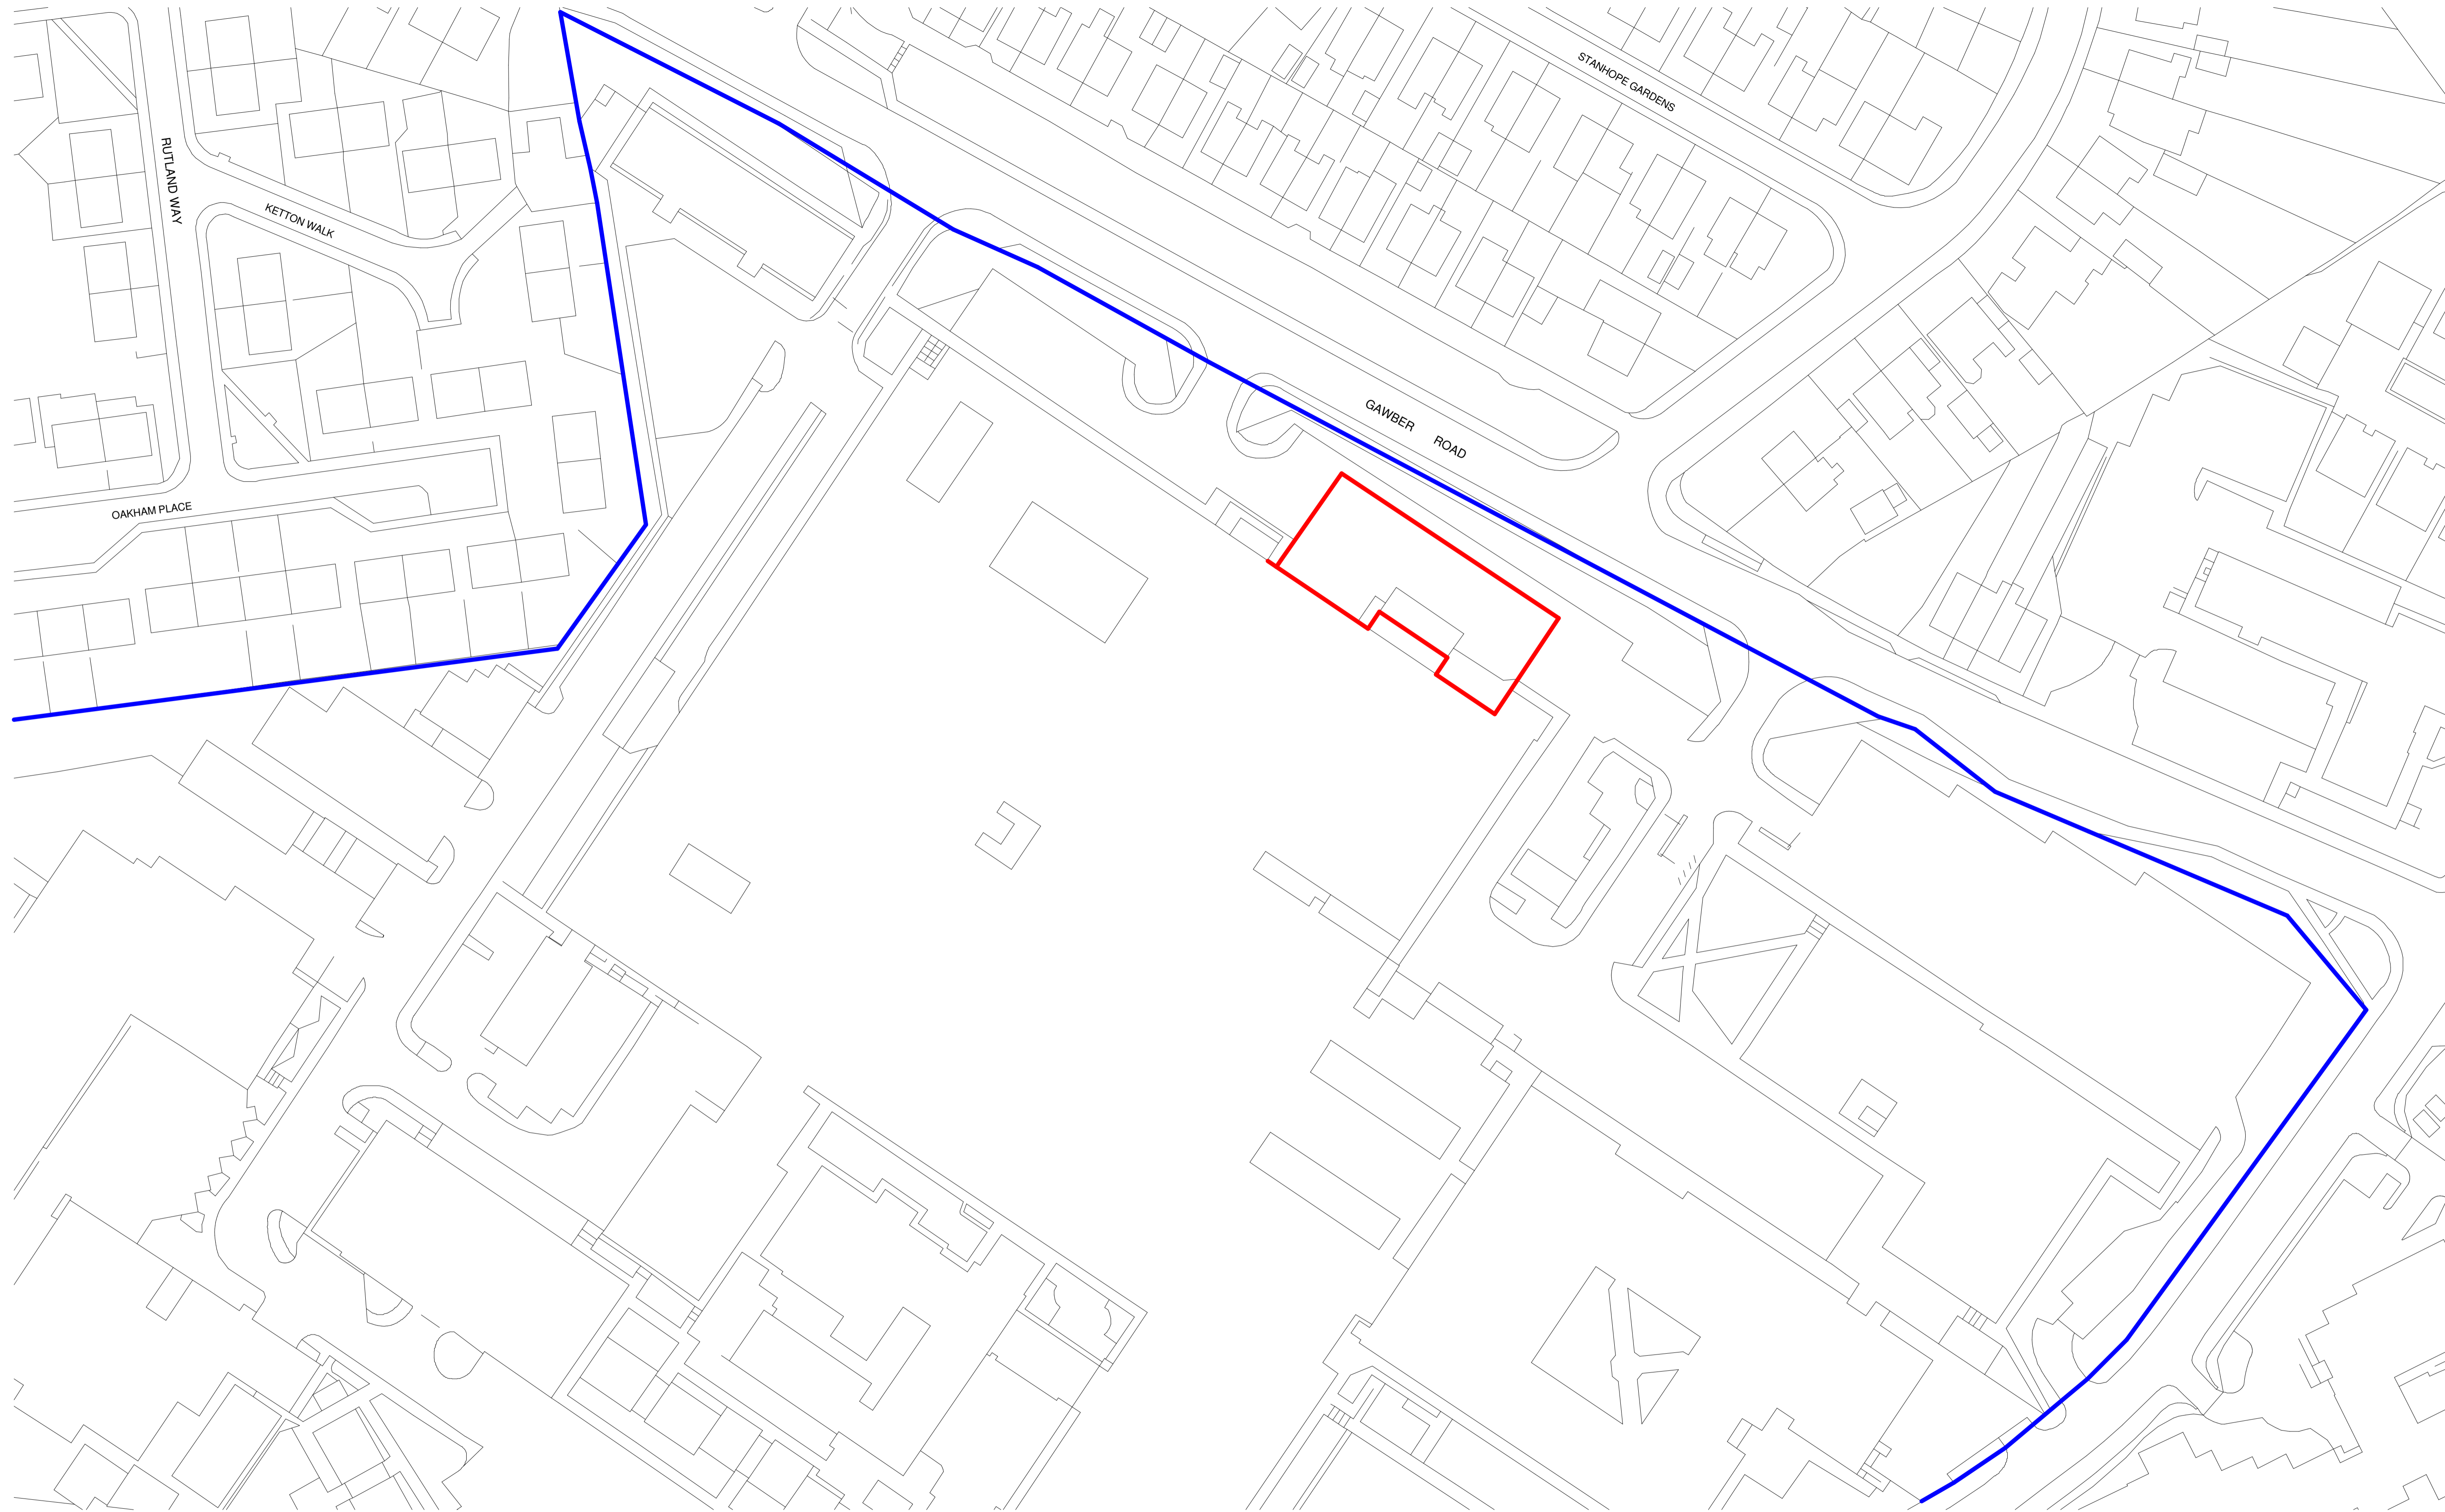 STANHOPE GARDENS
RUTLAND WAY
KETTON WALK
GAWBER ROAD
OAKHAM PLACE